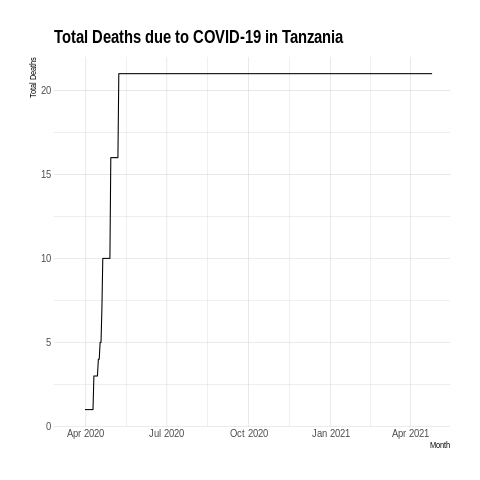 Total Deaths due to COVID-19 in Tanzania
Total Deaths
20
15
10
5
0
Apr 2020 Jul 2020 Oct 2020 Jan 2021 Apr 2021
Month